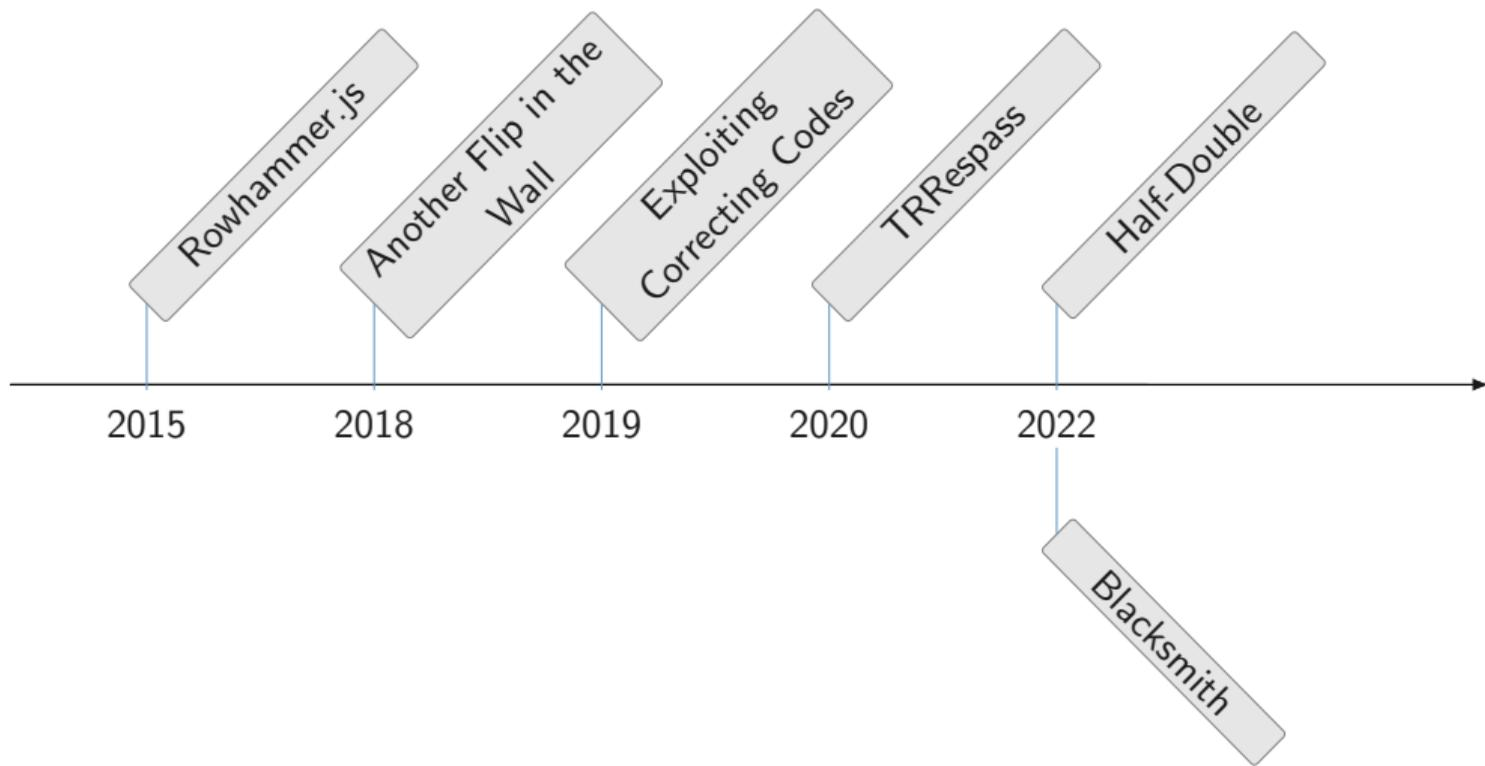 Rowhammer.js
Another Flip in the
Wall
Exploiting
Correcting Codes
TRRespass
Half-Double
2015
2018
2019
2020
2022
Blacksmith